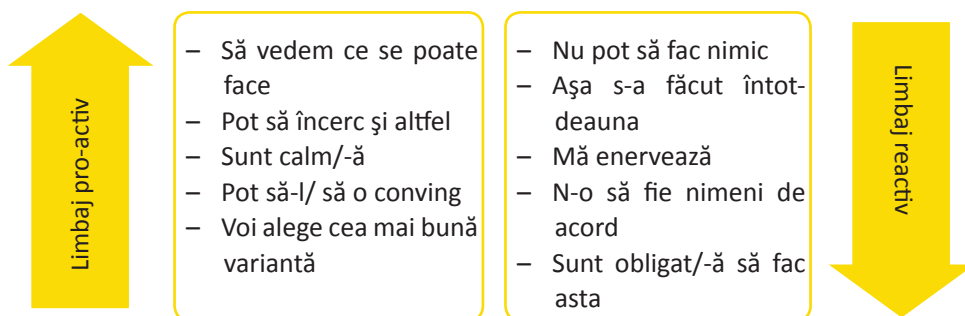 Limbaj pro-activ
– Să vedem ce se poate
face
– Pot să încerc şi altfel
– Sunt calm/-ă
– Pot să-l/ să o conving
– Voi alege cea mai bună
variantă
– Nu pot să fac nimic
– Aşa s-a făcut întot-
deauna
– Mă enervează
– N-o să fie nimeni de
acord
– Sunt obligat/-ă să fac
asta
Limbaj reactiv